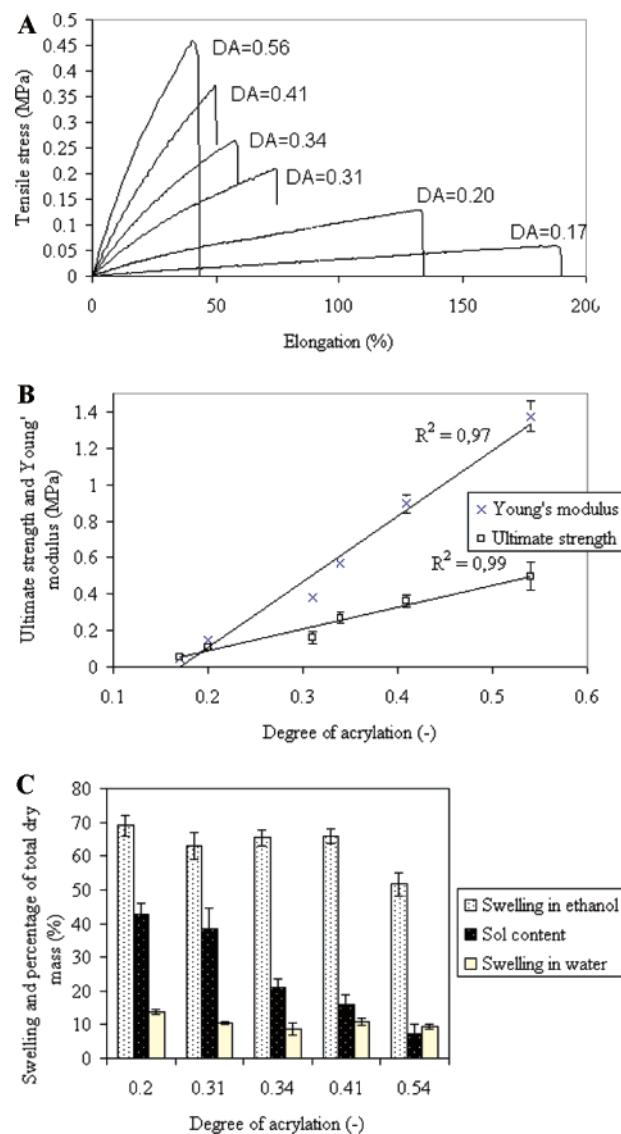 A
Tensile stress (MPa)
0.5
0.45
0.4
0.35
0.3
0.25
0.2
0.15
0.1
0.05
0
DA=0.56
DA=0.41
DA=0.34
DA=0.31
DA=0.20
DA=0.17
0 50 100 150 200
Elongation (%)
B
Ultimate strength and Young'
modulus (MPa)
1.4
1.2
1
0.8
0.6
0.4
0.2
0
R² = 0,97
Young's modulus
Ultimate strength
R² = 0,99
0.1 0.2 0.3 0.4 0.5 0.6
Degree of acrylation (-)
C
Swelling and percentage of total dry
mass (%)
80
70
60
50
40
30
20
10
0
Swelling in ethanol
Sol content
Swelling in water
0.2 0.31 0.34 0.41 0.54
Degree of acrylation (-)